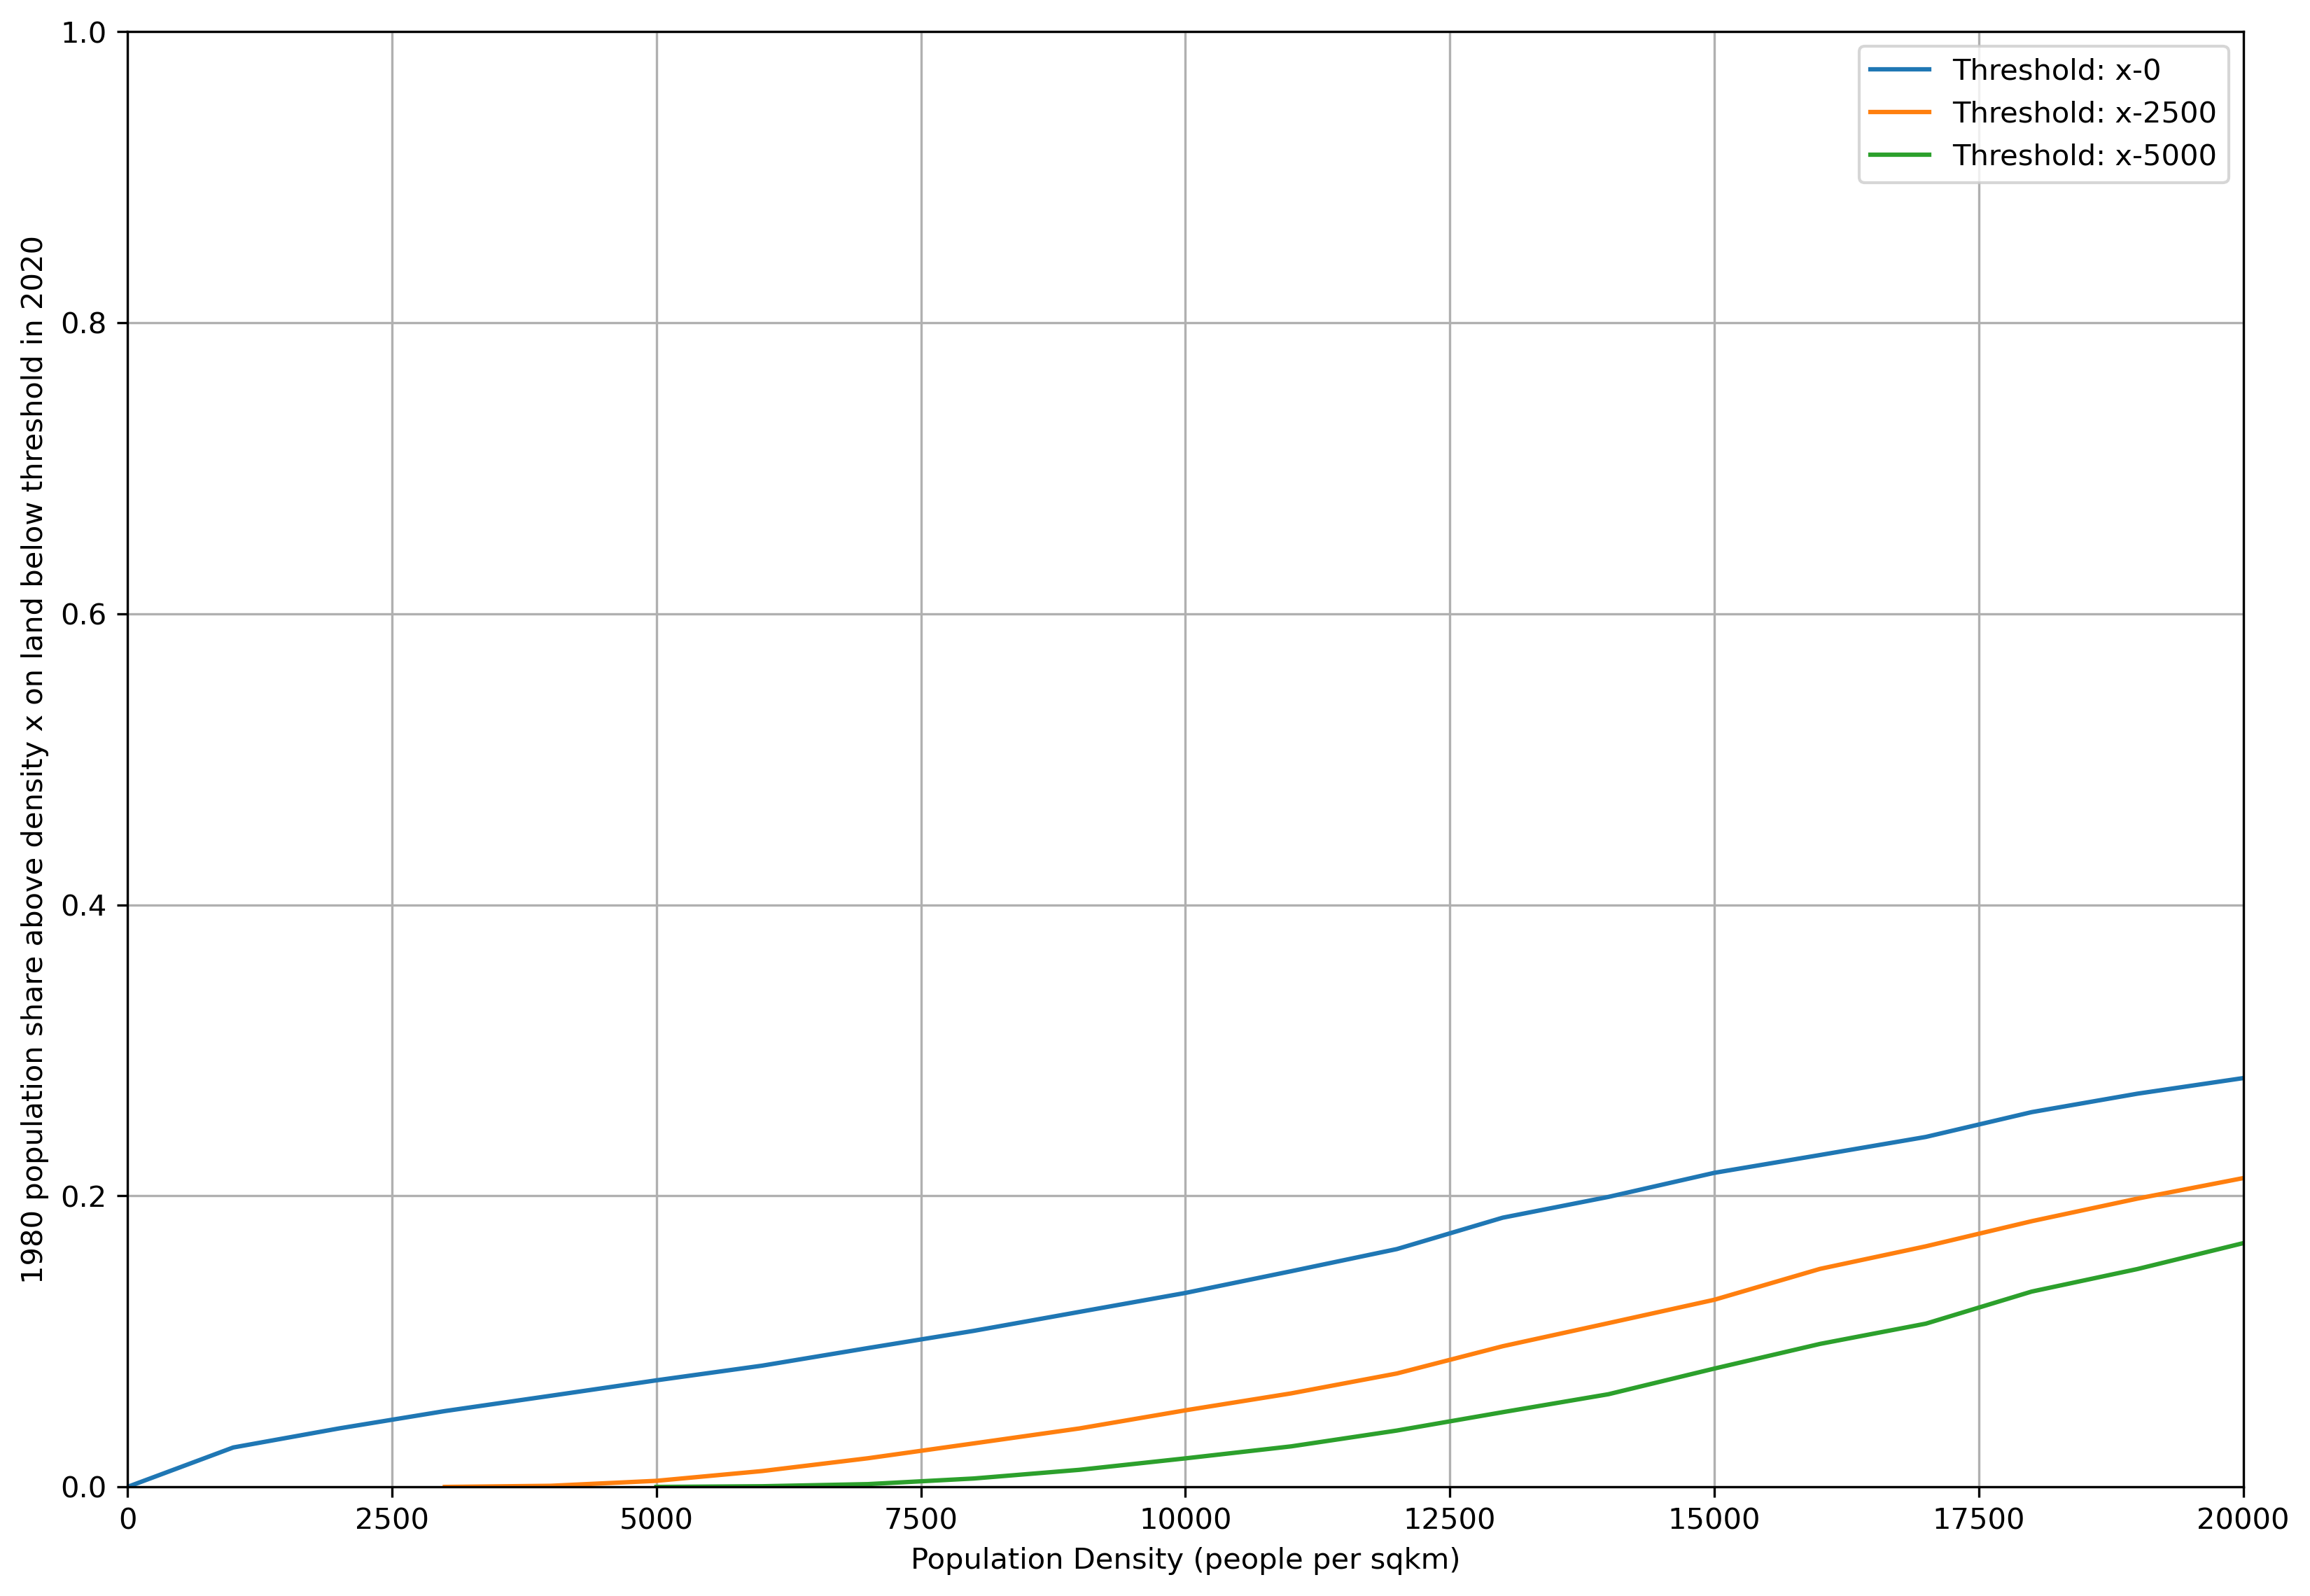 1.0
0.8
0.6
0.4
0.2
0.0
1980 population share above density x on land below threshold in 2020
Threshold: x-0
Threshold: x-2500
Threshold: x-5000
0 2500 5000 7500 10000 12500 15000 17500 20000
Population Density (people per sqkm)